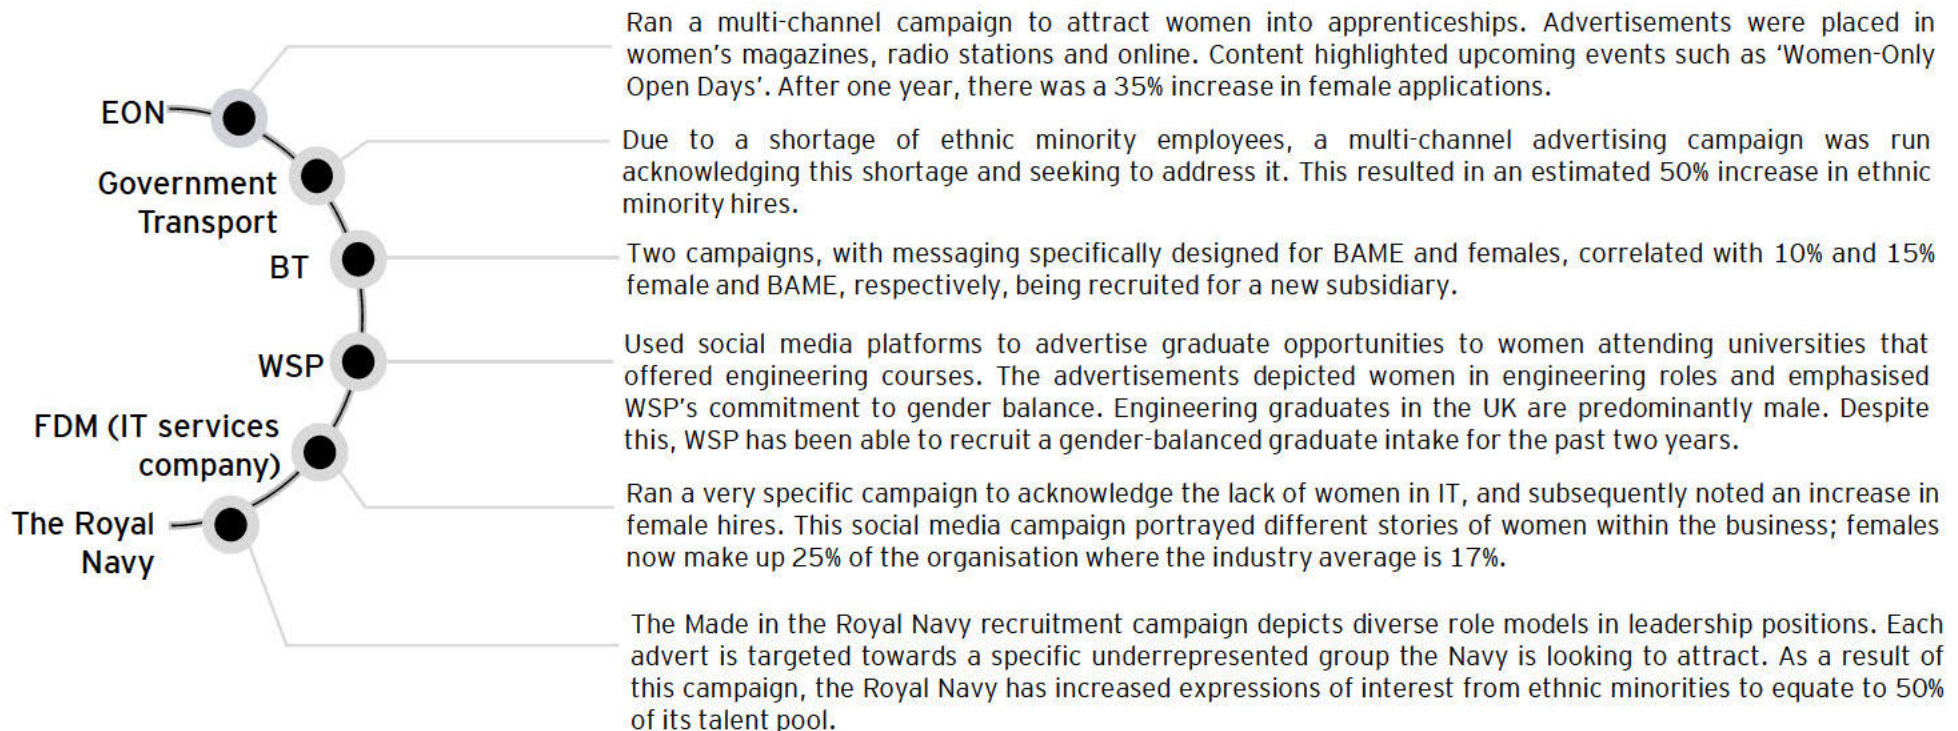 EON
Ran a multi-channel campaign to attract women into apprenticeships. Advertisements were placed in
women's magazines, radio stations and online. Content highlighted upcoming events such as ‘Women-Only
Open Days’. After one year, there was a 35% increase in female applications.
Government
Transport
Due to a shortage of ethnic minority employees, a multi-channel advertising campaign was run
acknowledging this shortage and seeking to address it. This resulted in an estimated 50% increase in ethnic
minority hires.
BT
Two campaigns, with messaging specifically designed for BAME and females, correlated with 10% and 15%
female and BAME, respectively, being recruited for a new subsidiary.
WSP
Used social media platforms to advertise graduate opportunities to women attending universities that
offered engineering courses. The advertisements depicted women in engineering roles and emphasised
WSP's commitment to gender balance. Engineering graduates in the UK are predominantly male. Despite
this, WSP has been able to recruit a gender-balanced graduate intake for the past two years.
FDM (IT services
company)
Ran a very specific campaign to acknowledge the lack of women in IT, and subsequently noted an increase in
female hires. This social media campaign portrayed different stories of women within the business; females
now make up 25% of the organisation where the industry average is 17%.
The Royal
Navy
The Made in the Royal Navy recruitment campaign depicts diverse role models in leadership positions. Each
advert is targeted towards a specific underrepresented group the Navy is looking to attract. As a result of
this campaign, the Royal Navy has increased expressions of interest from ethnic minorities to equate to 50%
of its talent pool.